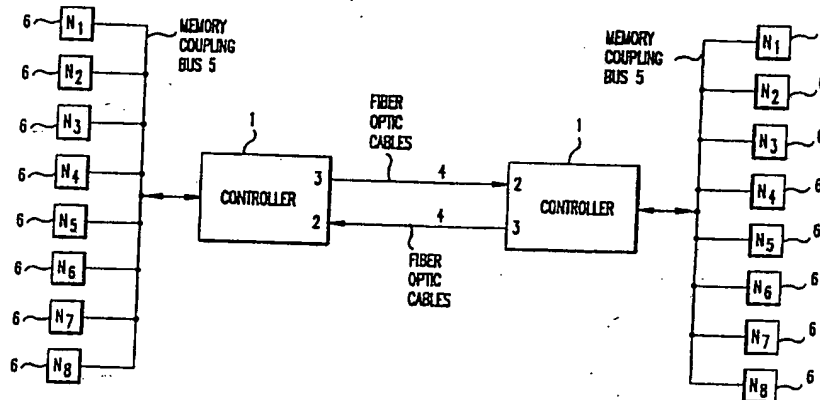 6 N1
6 N2
6 N3
6 N4
6 N5
6 N6
6 N7
6 N8
MEMORY
COUPLING
BUS 5
1
CONTROLLER
3
2
FIBER
OPTIC
CABLES
4
4
FIBER
OPTIC
CABLES
1
2
3
CONTROLLER
MEMORY
COUPLING
BUS 5
N1
N2
N3 6
N4 6
N5 6
N6 6
N7 6
N8 6